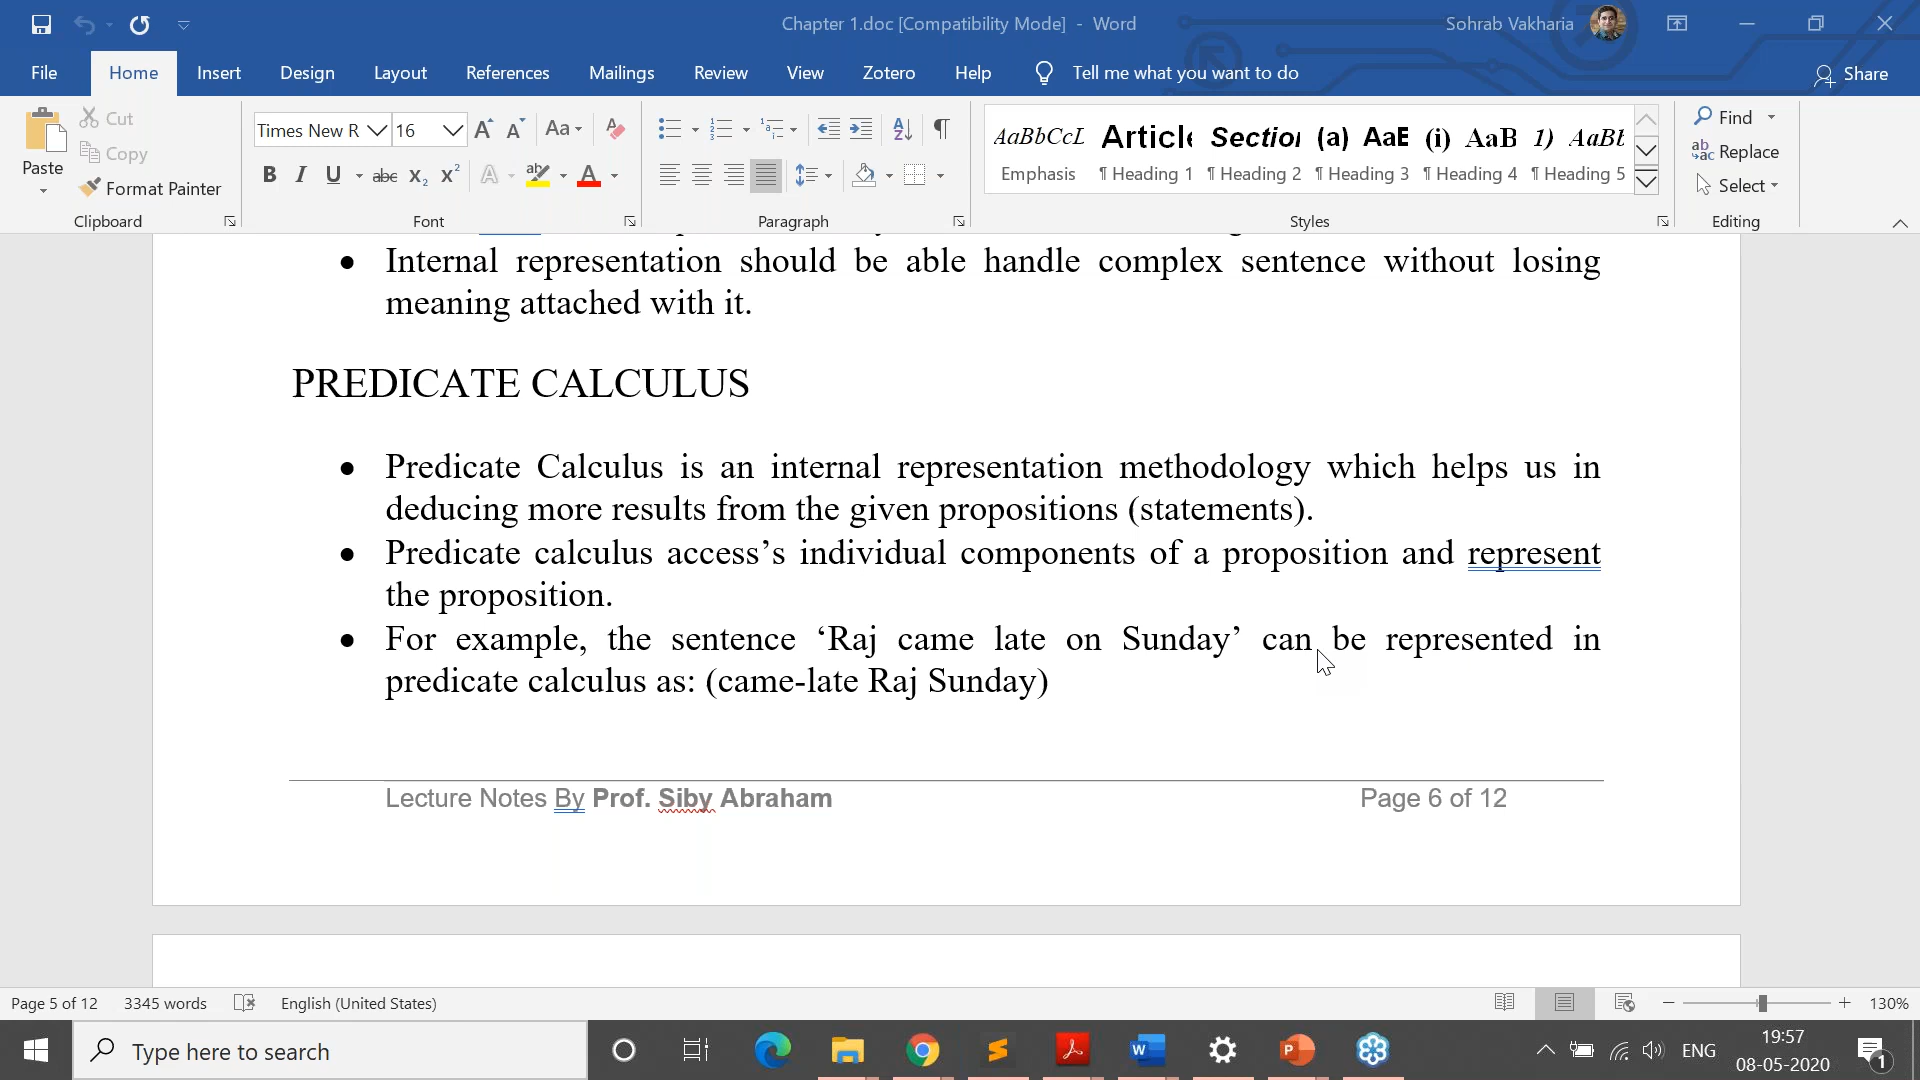 Chapter 1.doc [Compatibility Mode] - Word
Sohrab Vakharia
File Home Insert Design Layout References Mailings Review View Zotero Help Tell me what you want to do Share
Paste
Cut
Copy
Format Painter
Clipboard
Times New R 16
Font
Paragraph
AaBbCcL Article Section (a) AaB (i) AaB 1) AaBb
Emphasis ¶ Heading 1 ¶ Heading 2 ¶ Heading 3 ¶ Heading 4 ¶ Heading 5
Styles
Find
Replace
Select
Editing
• Internal representation should be able handle complex sentence without losing
meaning attached with it.
PREDICATE CALCULUS
• Predicate Calculus is an internal representation methodology which helps us in
deducing more results from the given propositions (statements).
• Predicate calculus access’s individual components of a proposition and represent
the proposition.
• For example, the sentence ‘Raj came late on Sunday’ can be represented in
predicate calculus as: (came-late Raj Sunday)
Lecture Notes By Prof. Siby Abraham Page 6 of 12
Page 5 of 12 3345 words English (United States) 130%
Type here to search
ENG
19:57
08-05-2020
1